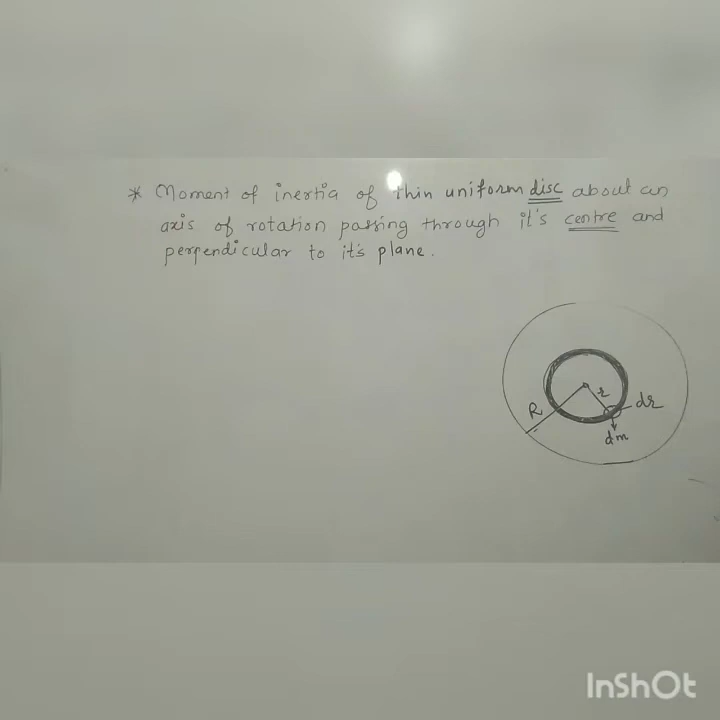 * Moment of inertia of thin uniform disc about an
axis of rotation passing through it's centre and
perpendicular to it's plane.
R
r
dr
dm
InShOt